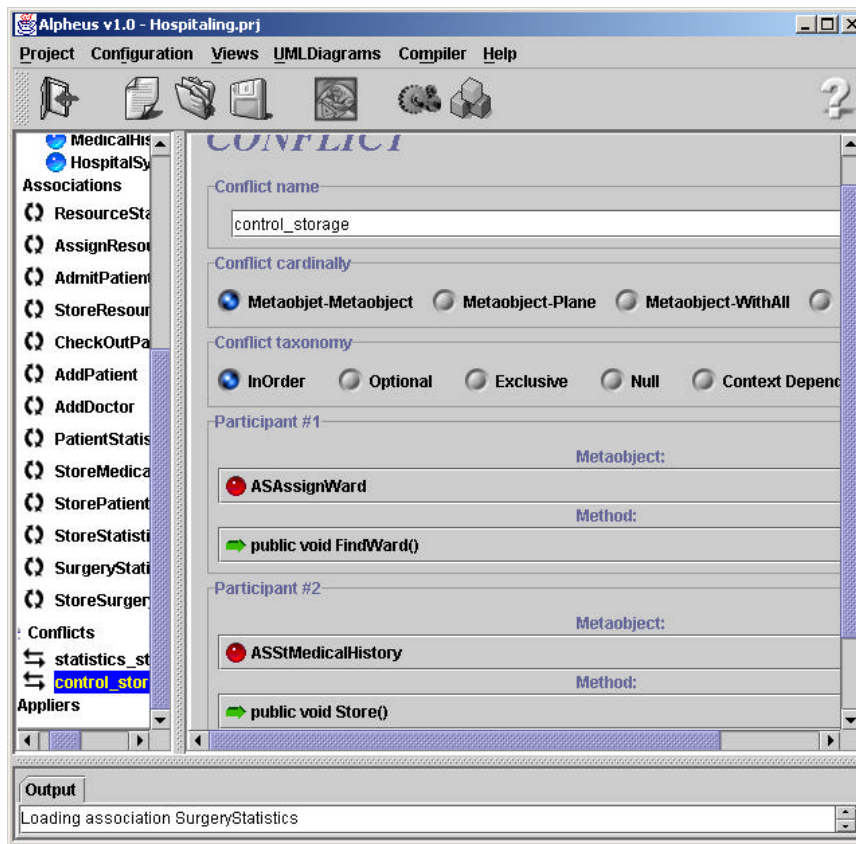 Alpheus v1.0 - Hospitaling.prj
Project Configuration Views UMLDiagrams Compiler Help
MedicalHis
HospitalSy
Associations
ResourceSta
AssignResou
AdmitPatient
StoreResour
CheckOutPa
AddPatient
AddDoctor
PatientStatis
StoreMedica
StorePatient
StoreStatisti
SurgeryStati
StoreSurger
Conflicts
statistics_st
control_stor
Appliers
CONFLICT
Conflict name
control_storage
Conflict cardinally
Metaobjet-Metaobject Metaobject-Plane Metaobject-WithAll
Conflict taxonomy
InOrder Optional Exclusive Null Context Depend
Participant #1
Metaobject:
ASAssignWard
Method:
public void FindWard()
Participant #2
Metaobject:
ASStMedicalHistory
Method:
public void Store()
Output
Loading association SurgeryStatistics